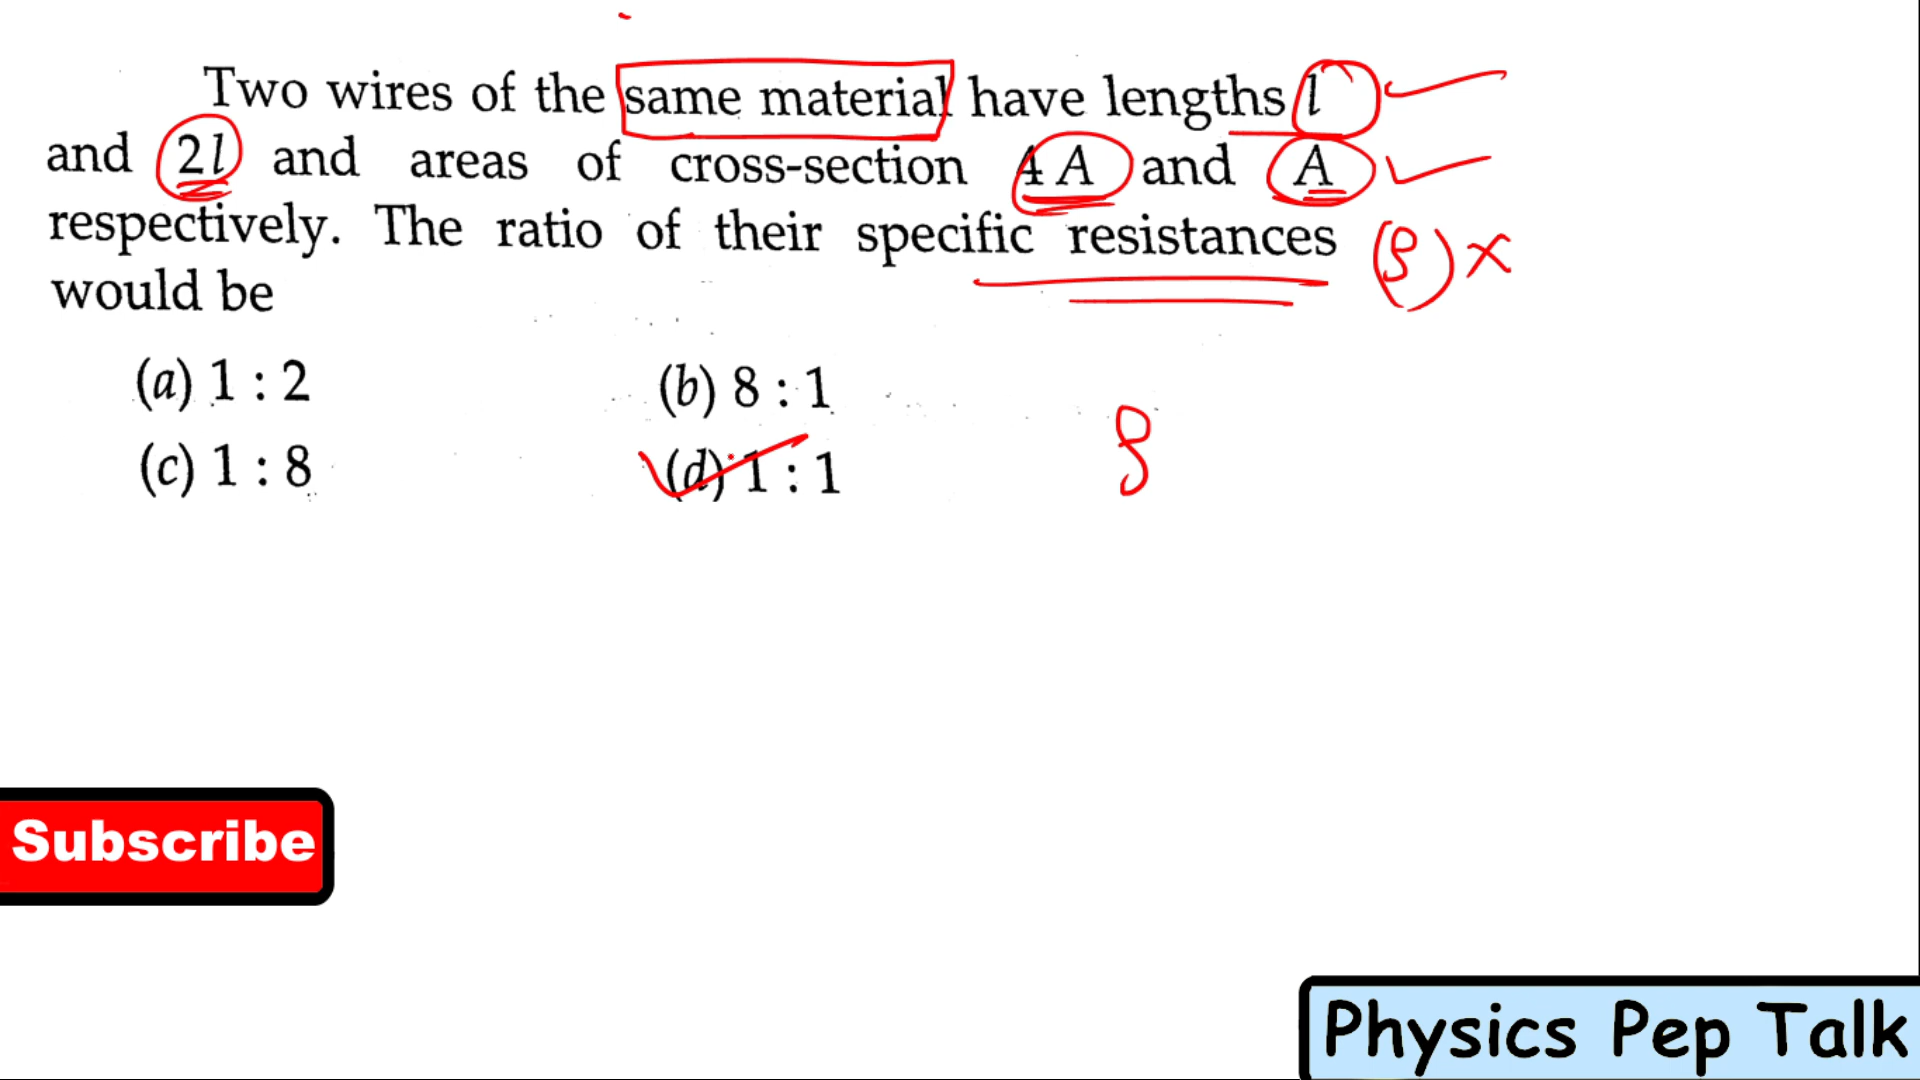 Two wires of the same material have lengths l
and 2l and areas of cross-section 4A and A
respectively. The ratio of their specific resistances (ρ) ×
would be
(a) 1 : 2 (b) 8 : 1
(c) 1 : 8 (d) 1 : 1 ρ
Subscribe
Physics Pep Talk